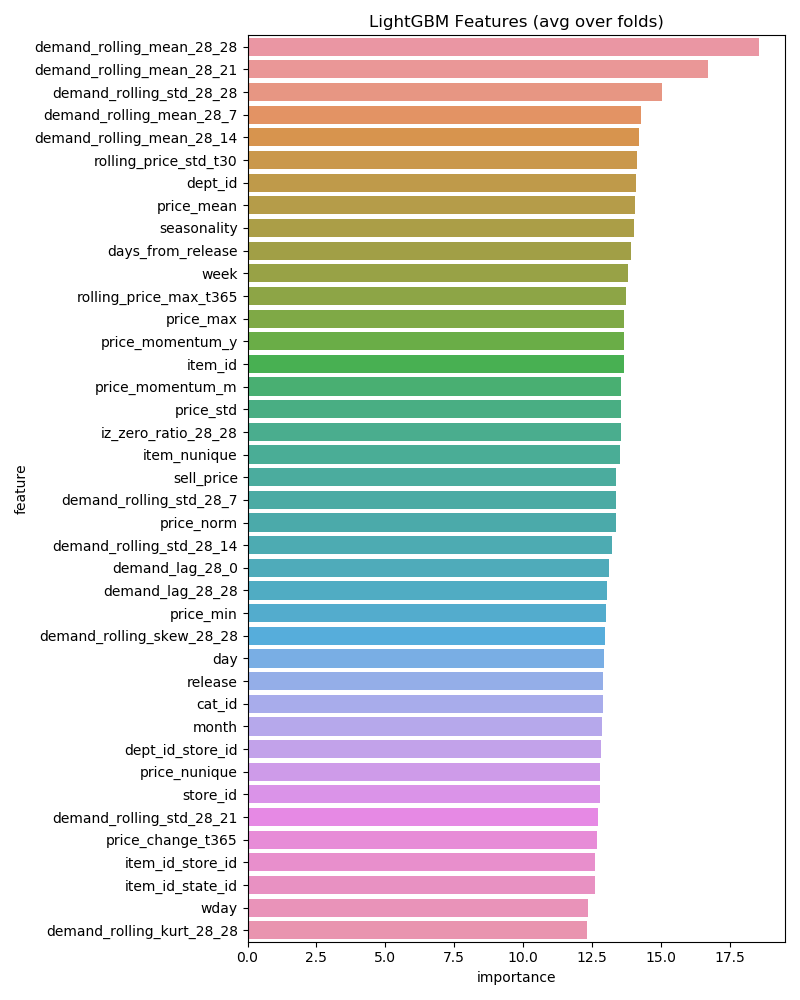 LightGBM Features (avg over folds)
demand_rolling_mean_28_28
demand_rolling_mean_28_21
demand_rolling_std_28_28
demand_rolling_mean_28_7
demand_rolling_mean_28_14
rolling_price_std_t30
dept_id
price_mean
seasonality
days_from_release
week
rolling_price_max_t365
price_max
price_momentum_y
item_id
price_momentum_m
price_std
iz_zero_ratio_28_28
item_nunique
sell_price
demand_rolling_std_28_7
price_norm
demand_rolling_std_28_14
demand_lag_28_0
demand_lag_28_28
price_min
demand_rolling_skew_28_28
day
release
cat_id
month
dept_id_store_id
price_nunique
store_id
demand_rolling_std_28_21
price_change_t365
item_id_store_id
item_id_state_id
wday
demand_rolling_kurt_28_28
feature
0.0 2.5 5.0 7.5 10.0 12.5 15.0 17.5
importance